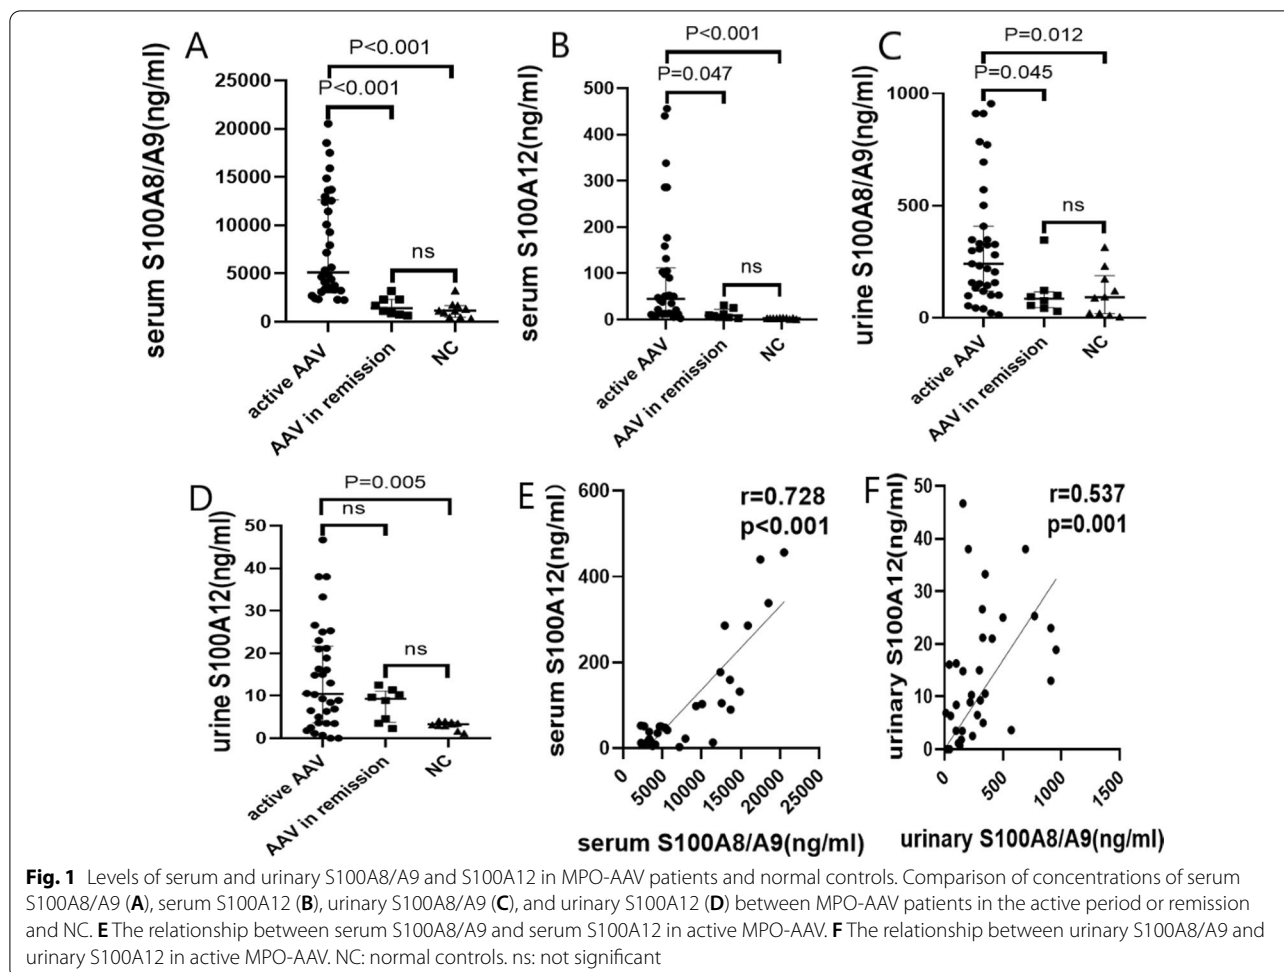 A
P<0.001
P<0.001
ns
serum S100A8/A9(ng/ml)
25000
20000
15000
10000
5000
0
active AAV
AAV in remission
NC
B
P<0.001
P=0.047
ns
serum S100A12(ng/ml)
500
400
300
200
100
0
active AAV
AAV in remission
NC
C
P=0.012
P=0.045
ns
urine S100A8/A9(ng/ml)
1000
500
0
active AAV
AAV in remission
NC
D
P=0.005
ns
ns
urine S100A12(ng/ml)
50
40
30
20
10
0
active AAV
AAV in remission
NC
E
r=0.728
p<0.001
serum S100A12(ng/ml)
600
400
200
0
0
5000
10000
15000
20000
25000
serum S100A8/A9(ng/ml)
F
r=0.537
p=0.001
urinary S100A12(ng/ml)
50
40
30
20
10
0
0
500
1000
1500
urinary S100A8/A9(ng/ml)
Fig. 1 Levels of serum and urinary S100A8/A9 and S100A12 in MPO-AAV patients and normal controls. Comparison of concentrations of serum
S100A8/A9 (A), serum S100A12 (B), urinary S100A8/A9 (C), and urinary S100A12 (D) between MPO-AAV patients in the active period or remission
and NC. E The relationship between serum S100A8/A9 and serum S100A12 in active MPO-AAV. F The relationship between urinary S100A8/A9 and
urinary S100A12 in active MPO-AAV. NC: normal controls. ns: not significant